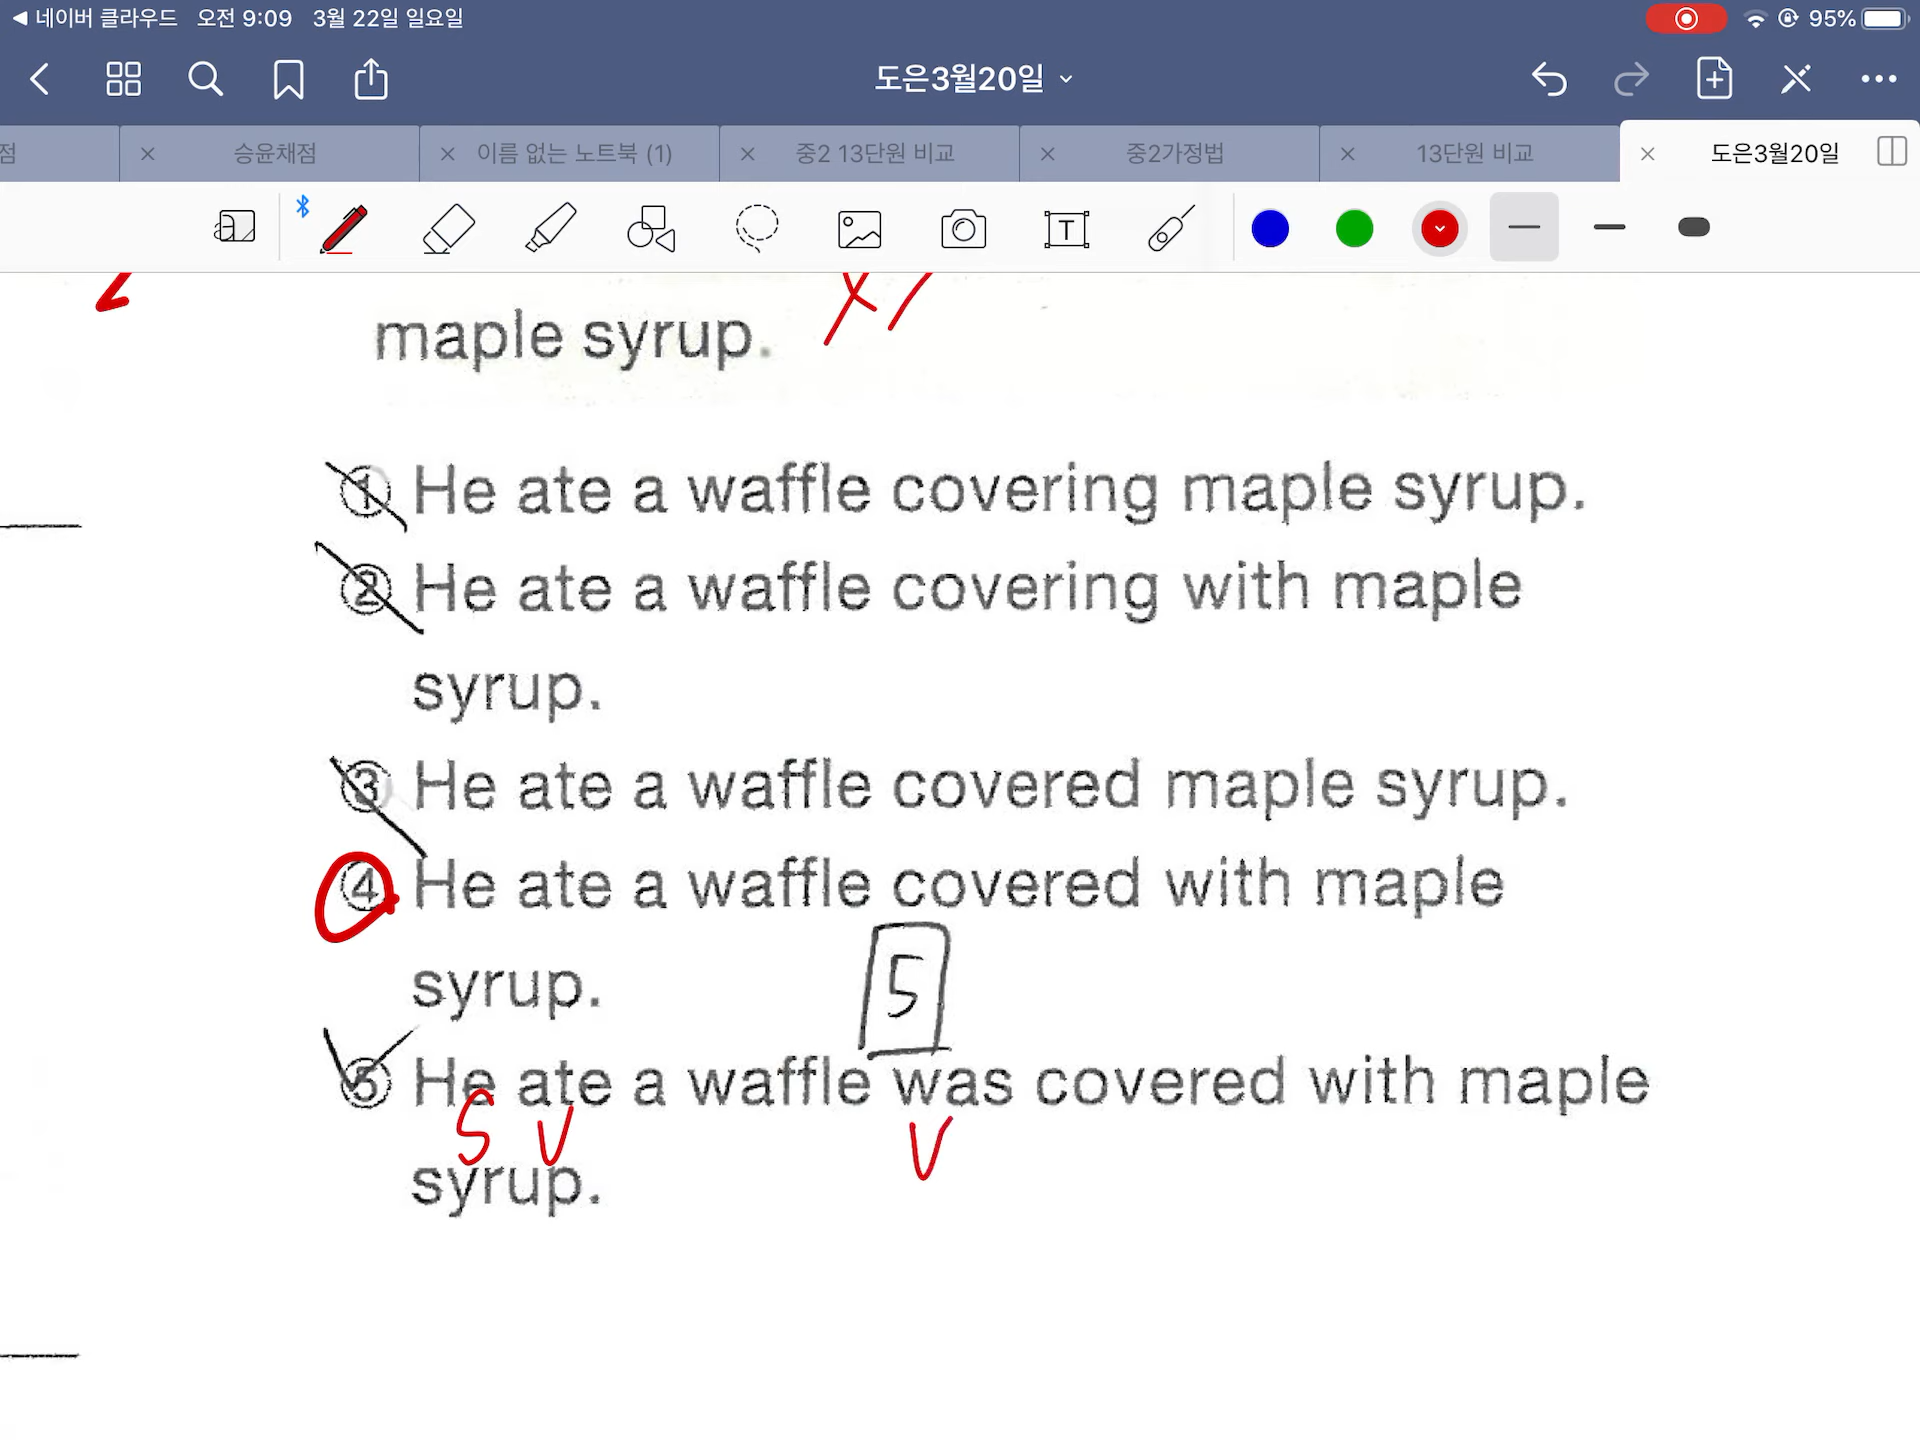 ◀ 네이버 클라우드 오전 9:09 3월 22일 일요일 95%
도은3월20일
점 승윤채점 이름 없는 노트북 (1) 중2 13단원 비교 중2가정법 13단원 비교 도은3월20일
maple syrup.
① He ate a waffle covering maple syrup.
② He ate a waffle covering with maple
syrup.
③ He ate a waffle covered maple syrup.
④ He ate a waffle covered with maple
syrup.
5
⑤ He ate a waffle was covered with maple
S V V
syrup.